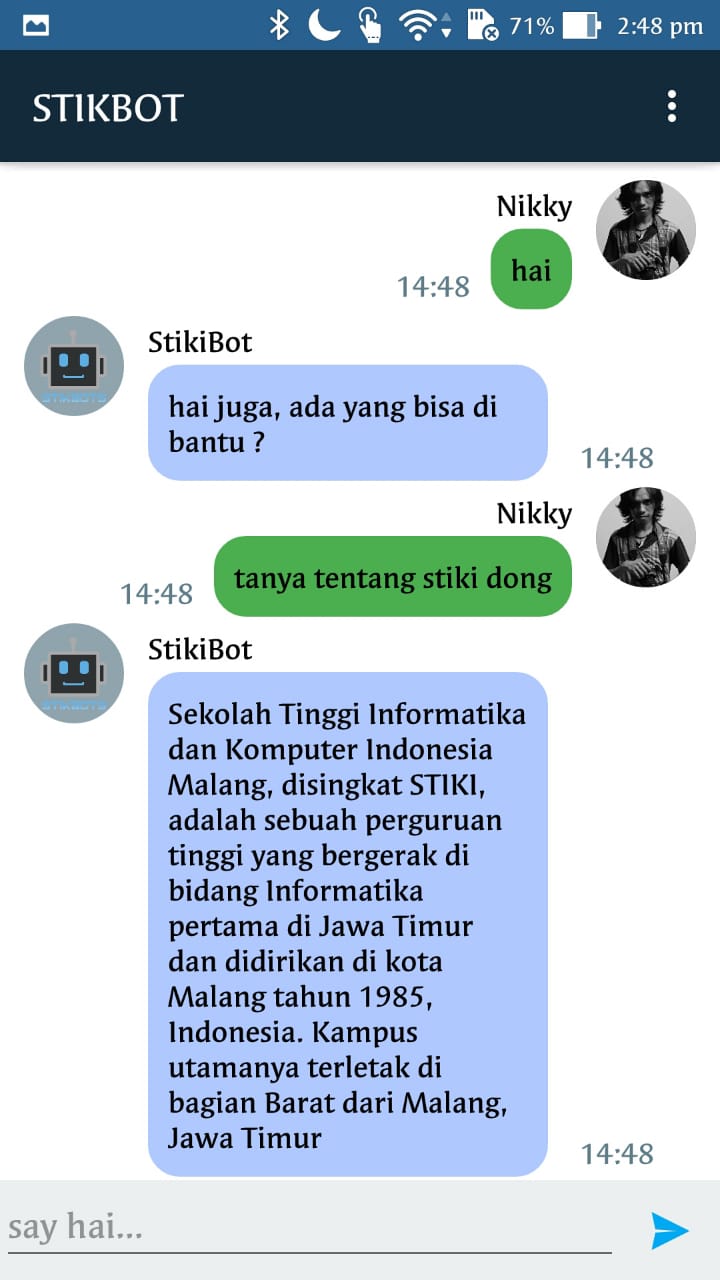 71% 2:48 pm
STIKBOT
Nikky
hai
14:48
StikiBot
hai juga, ada yang bisa di
bantu ?
14:48
Nikky
tanya tentang stiki dong
14:48
StikiBot
Sekolah Tinggi Informatika
dan Komputer Indonesia
Malang, disingkat STIKI,
adalah sebuah perguruan
tinggi yang bergerak di
bidang Informatika
pertama di Jawa Timur
dan didirikan di kota
Malang tahun 1985,
Indonesia. Kampus
utamanya terletak di
bagian Barat dari Malang,
Jawa Timur
14:48
say hai...